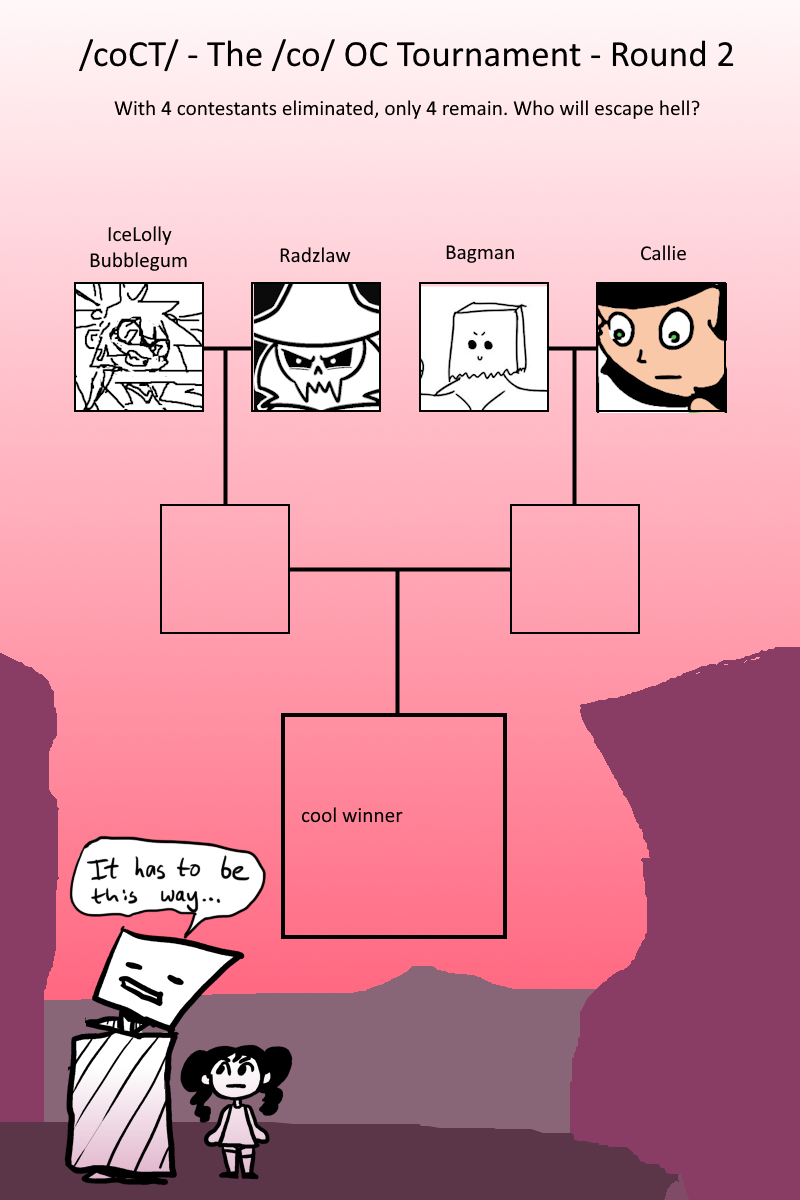 /coCT/ - The /co/ OC Tournament - Round 2
With 4 contestants eliminated, only 4 remain. Who will escape hell?
IceLolly
Bubblegum
Radzlaw
Bagman
Callie
cool winner
It has to be
this way...